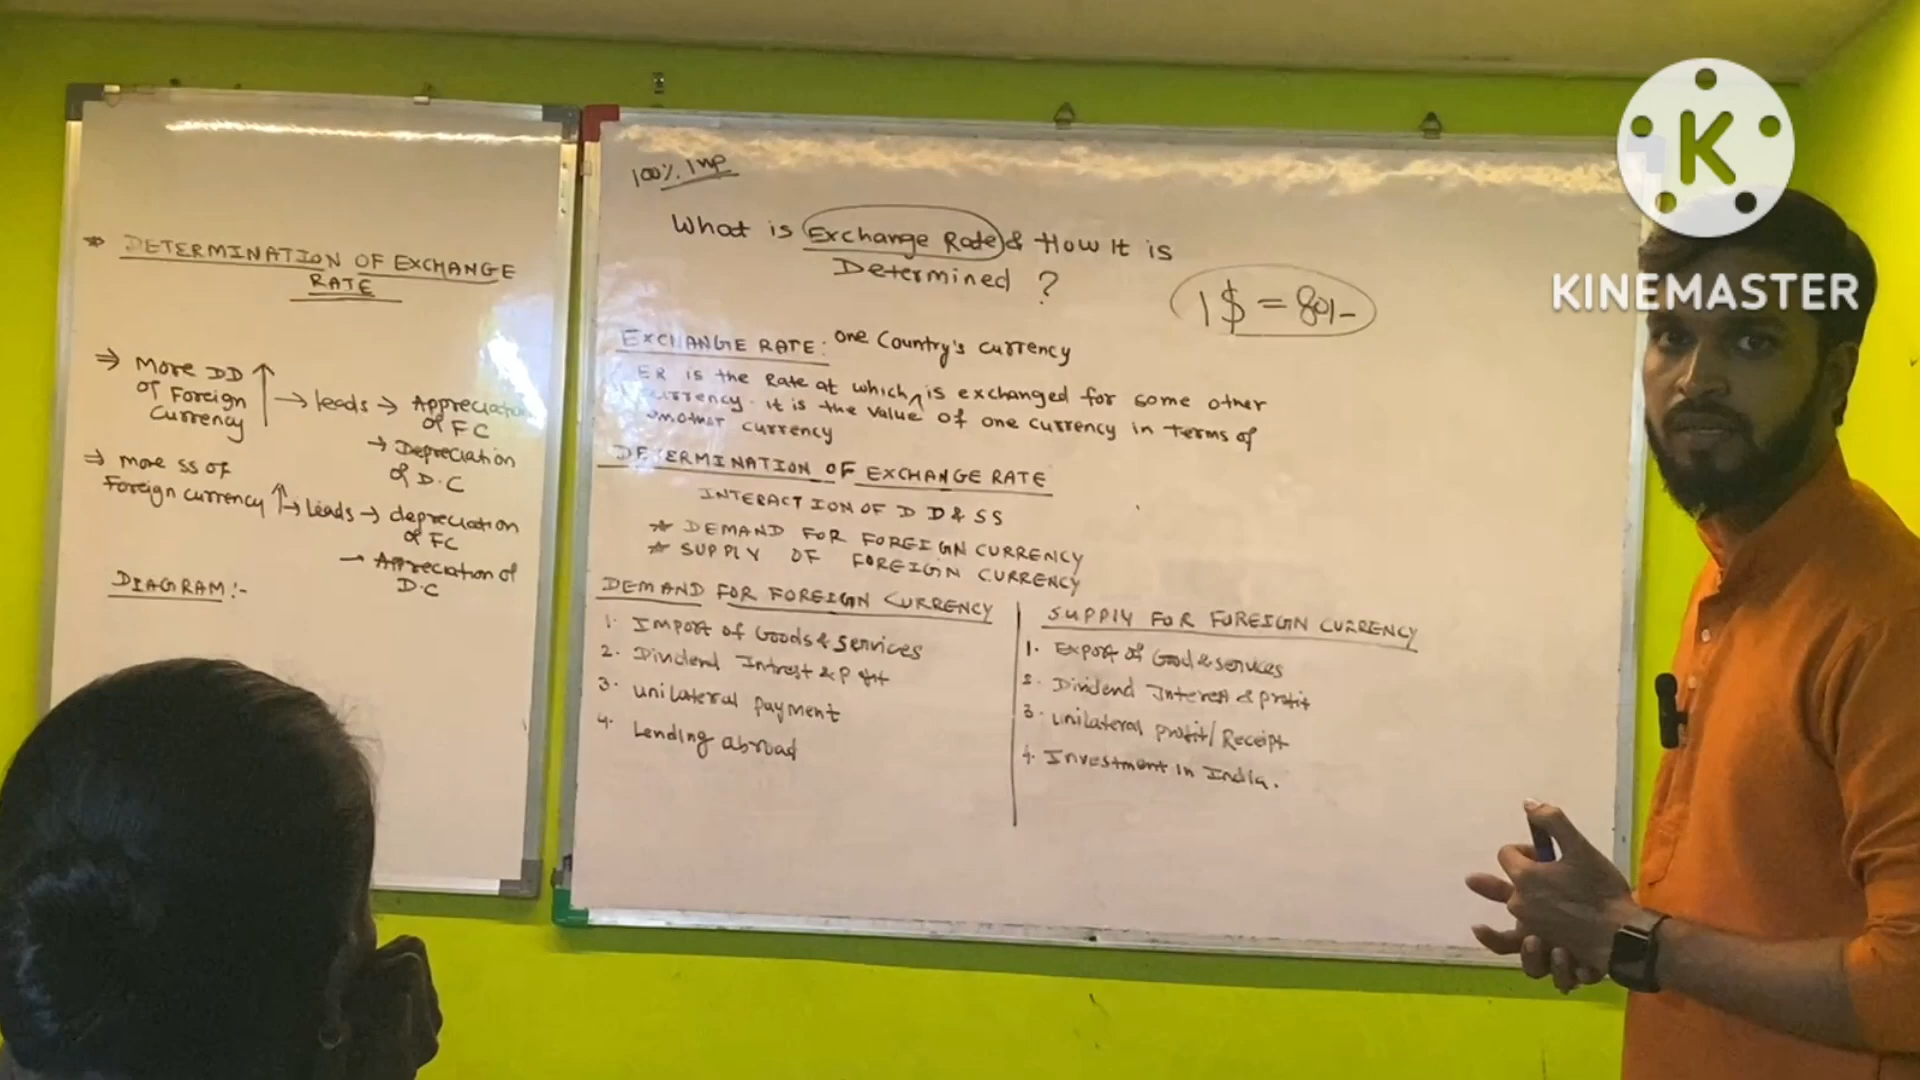 * DETERMINATION OF EXCHANGE
RATE
⇒ More DD
of Foreign
Currency
↑ → leads → Appreciation
of FC
→ Depreciation
of D.C
⇒ more SS of
Foreign currency ↑ → leads → depreciation
of FC
→ Appreciation of
D.C
DIAGRAM:-
100% Imp
What is Exchange Rate & How It is
Determined ?
1 $ = 80/-
EXCHANGE RATE: one Country's currency
ER is the Rate at which ∧ is exchanged for some other
currency. it is the value of one currency in terms of
another currency
DETERMINATION OF EXCHANGE RATE
INTERACTION OF D D & SS
* DEMAND FOR FOREIGN CURRENCY
* SUPPLY OF FOREIGN CURRENCY
DEMAND FOR FOREIGN CURRENCY
1. Import of Goods & services
2. Dividend Intrest &
3. unilateral payment
4. Lending abroad
SUPPLY FOR FOREIGN CURRENCY
1. Export of Good & services
2. Dividend Interest & profit
3. unilateral profit/Receipt
4. Investment in India.
K
KINEMASTER